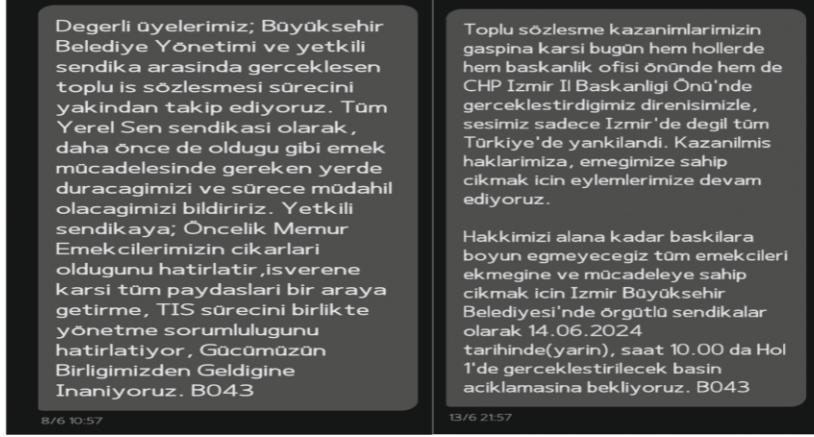 Degerli üyelerimiz; Büyüksehir
Belediye Yönetimi ve yetkili
sendika arasinda gerceklesen
toplu is sözlesmesi sürecini
yakindan takip ediyoruz. Tüm
Yerel Sen sendikasi olarak,
daha önce de oldugu gibi emek
mücadelesinde gereken yerde
duracagimizi ve sürece müdahil
olacagimizi bildiririz. Yetkili
sendikaya; Öncelik Memur
Emekcilerimizin cikarlari
oldugunu hatirlatir,isverene
karsi tüm paydaslari bir araya
getirme, TIS sürecini birlikte
yönetme sorumlulugunu
hatirlatiyor, Gücümüzün
Birligimizden Geldigine
Inaniyoruz. B043
8/6 10:57
Toplu sözlesme kazanimlarimizin
gaspina karsi bugün hem hollerde
hem baskanlik ofisi önünde hem de
CHP Izmir Il Baskanligi Önü'nde
gerceklestirdigimiz direnisimizle,
sesimiz sadece Izmir'de degil tüm
Türkiye'de yankilandi. Kazanilmis
haklarimiza, emegimize sahip
cikmak icin eylemlerimize devam
ediyoruz.
Hakkimizi alana kadar baskilara
boyun egmeyecegiz tüm emekcileri
ekmegine ve mücadeleye sahip
cikmak icin Izmir Büyüksehir
Belediyesi'nde örgütlü sendikalar
olarak 14.06.2024
tarihinde(yarin), saat 10.00 da Hol
1'de gerceklestirilecek basin
aciklamasina bekliyoruz. B043
13/6 21:57